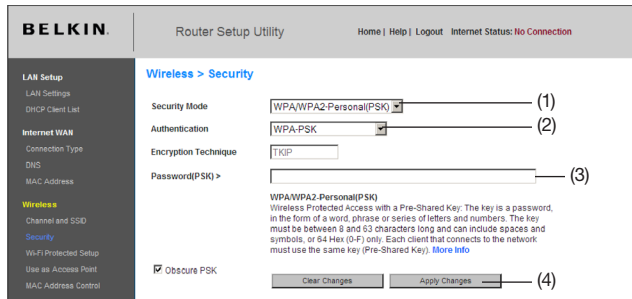 BELKIN.
Router Setup Utility
Home | Help | Logout Internet Status: No Connection
LAN Setup
LAN Settings
DHCP Client List
Internet WAN
Connection Type
DNS
MAC Address
Wireless
Channel and SSID
Security
Wi-Fi Protected Setup
Use as Access Point
MAC Address Control
Wireless > Security
Security Mode
WPA/WPA2-Personal(PSK)
(1)
Authentication
WPA-PSK
(2)
Encryption Technique
TKIP
Password(PSK) >
(3)
WPA/WPA2-Personal(PSK)
Wireless Protected Access with a Pre-Shared Key: The key is a password,
in the form of a word, phrase or series of letters and numbers. The key
must be between 8 and 63 characters long and can include spaces and
symbols, or 64 Hex (0-F) only. Each client that connects to the network
must use the same key (Pre-Shared Key). More Info
Obscure PSK
Clear Changes
Apply Changes
(4)